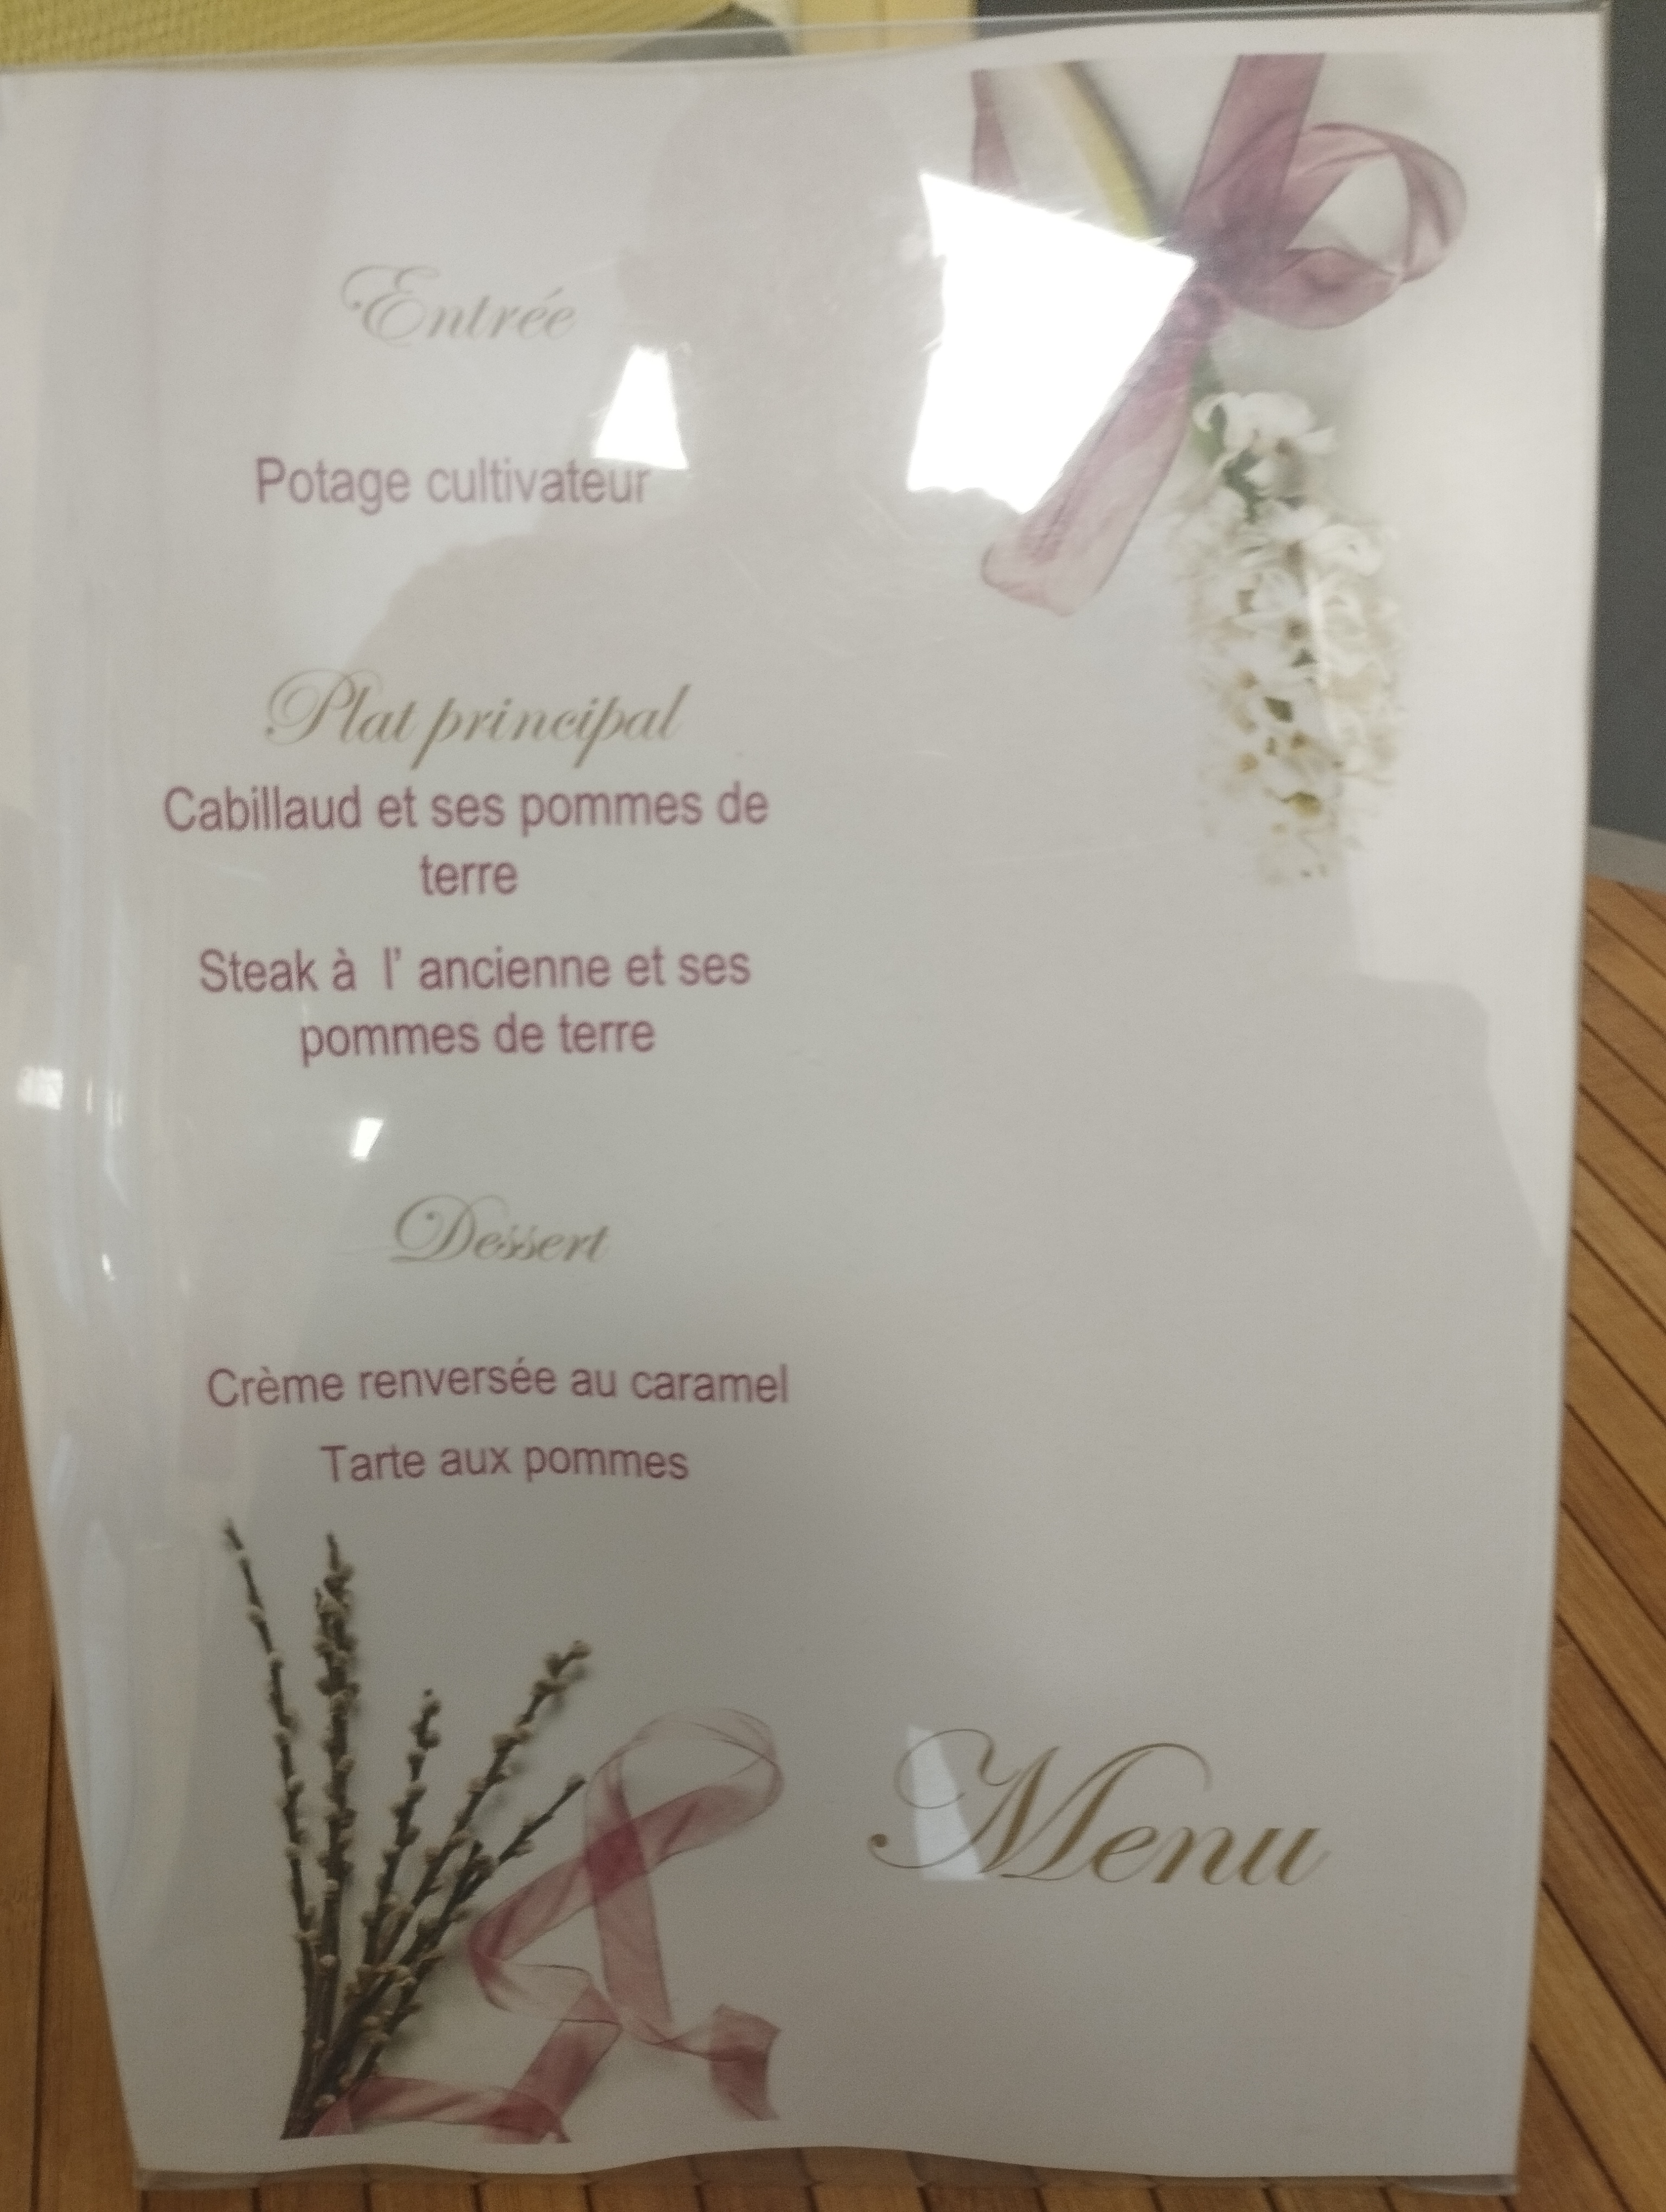 Entrée
Potage cultivateur
Plat principal
Cabillaud et ses pommes de
terre
Steak à l' ancienne et ses
pommes de terre
Dessert
Crème renversée au caramel
Tarte aux pommes
Menu